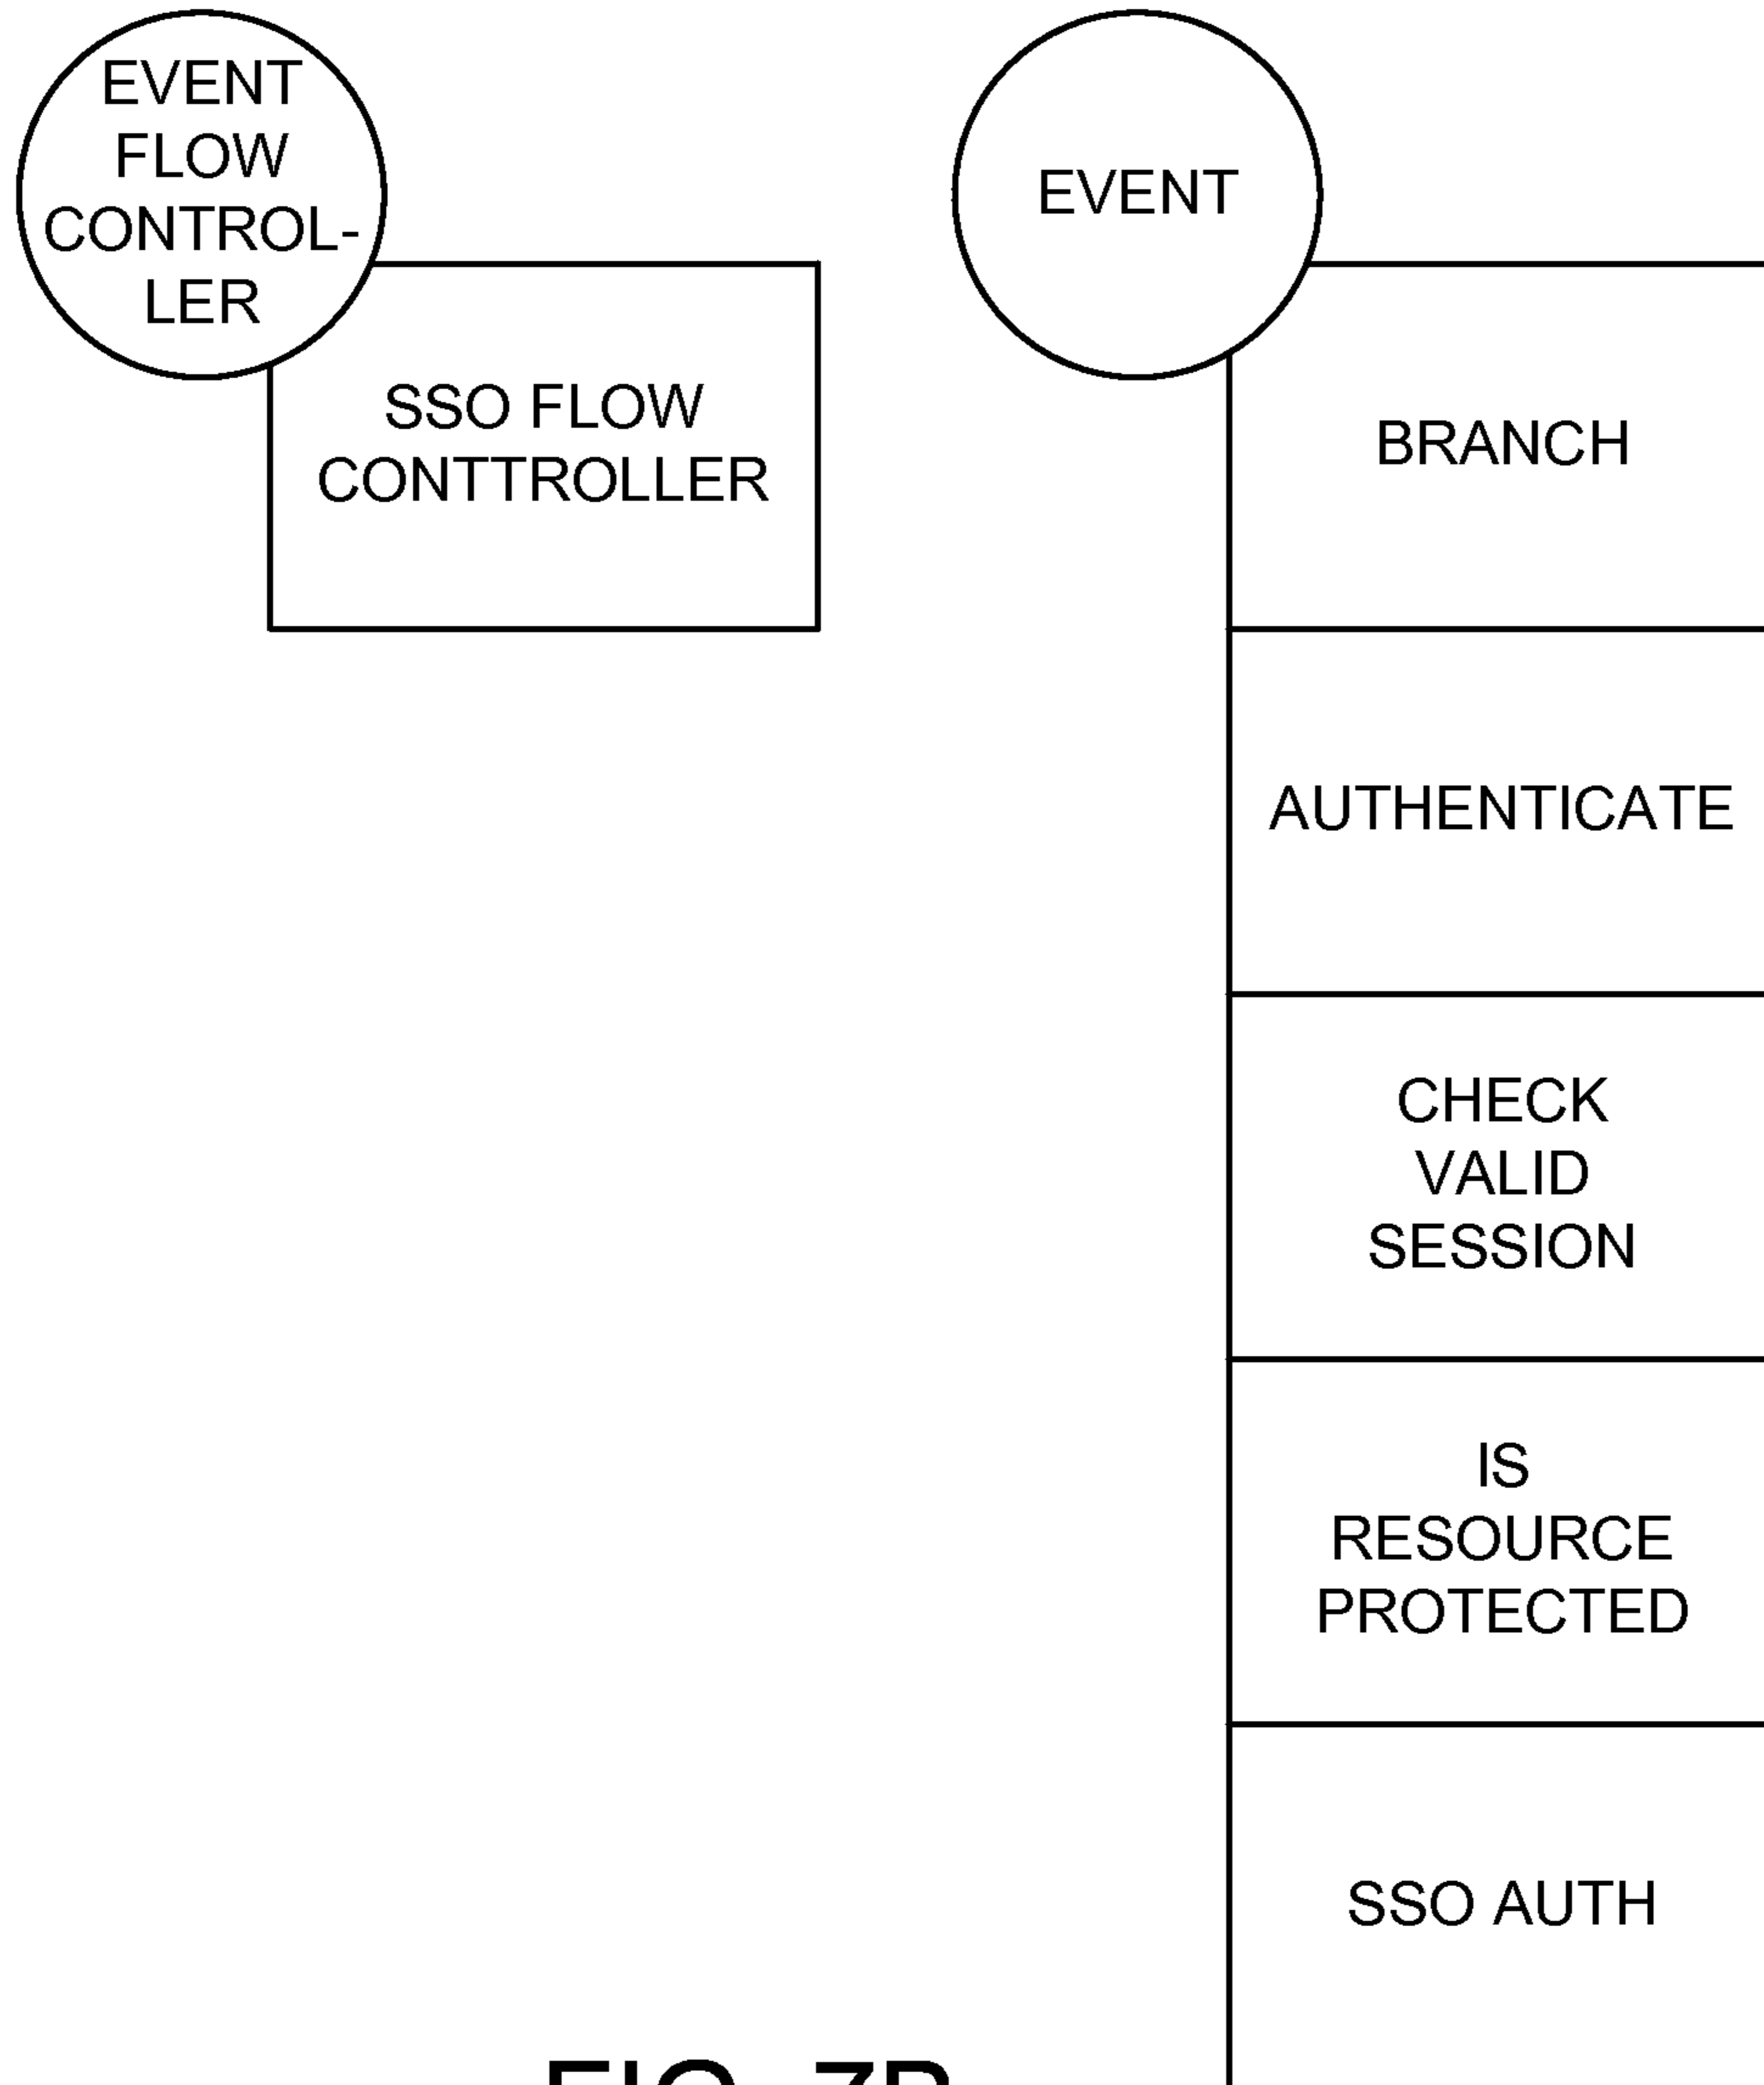 EVENT
FLOW
CONTROL-
LER
SSO FLOW
CONTTROLLER
EVENT
BRANCH
AUTHENTICATE
CHECK
VALID
SESSION
IS
RESOURCE
PROTECTED
SSO AUTH